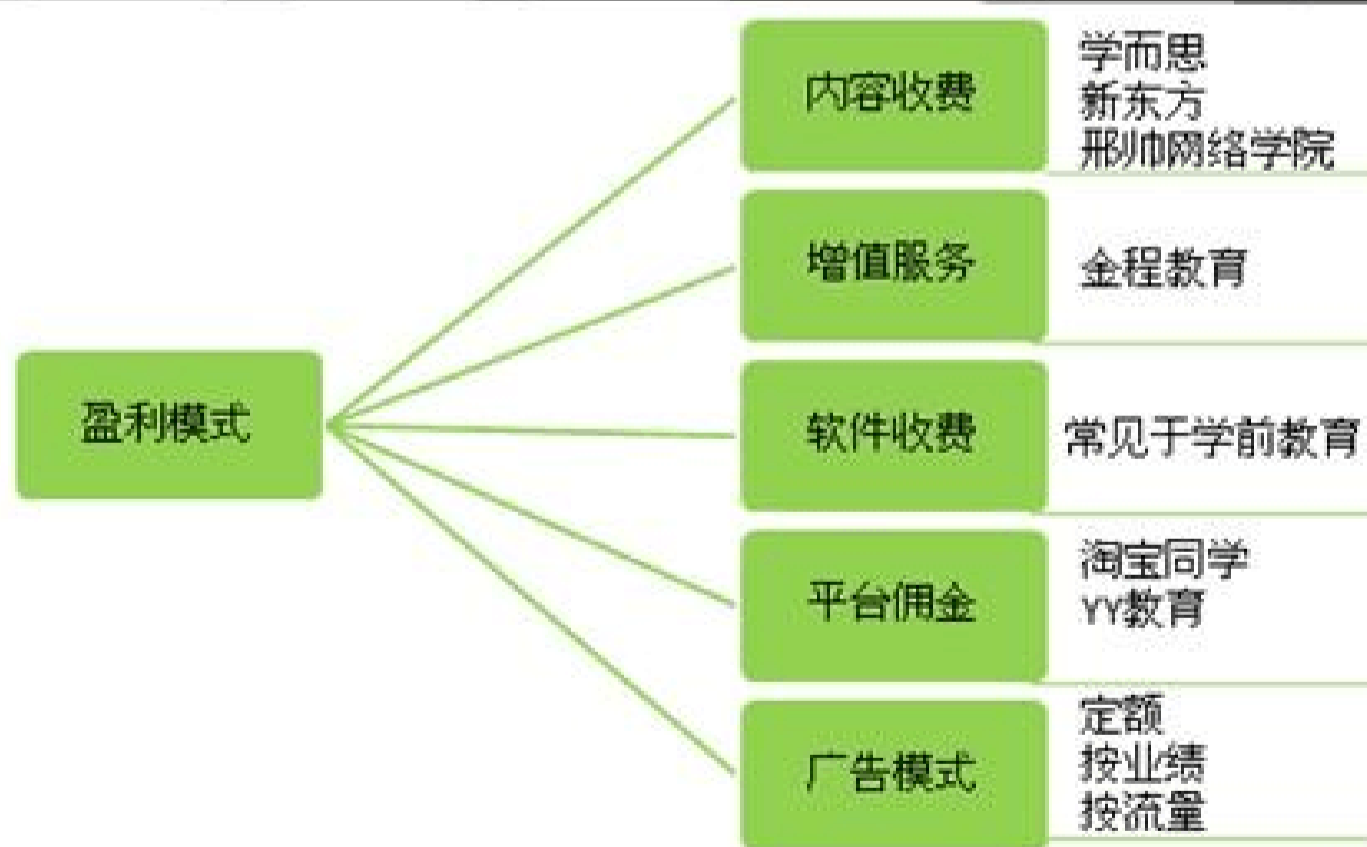 盈利模式
内容收费
学而思
新东方
邢帅网络学院
增值服务
金程教育
软件收费
常见于学前教育
平台佣金
淘宝同学
YY教育
广告模式
定额
按业绩
按流量